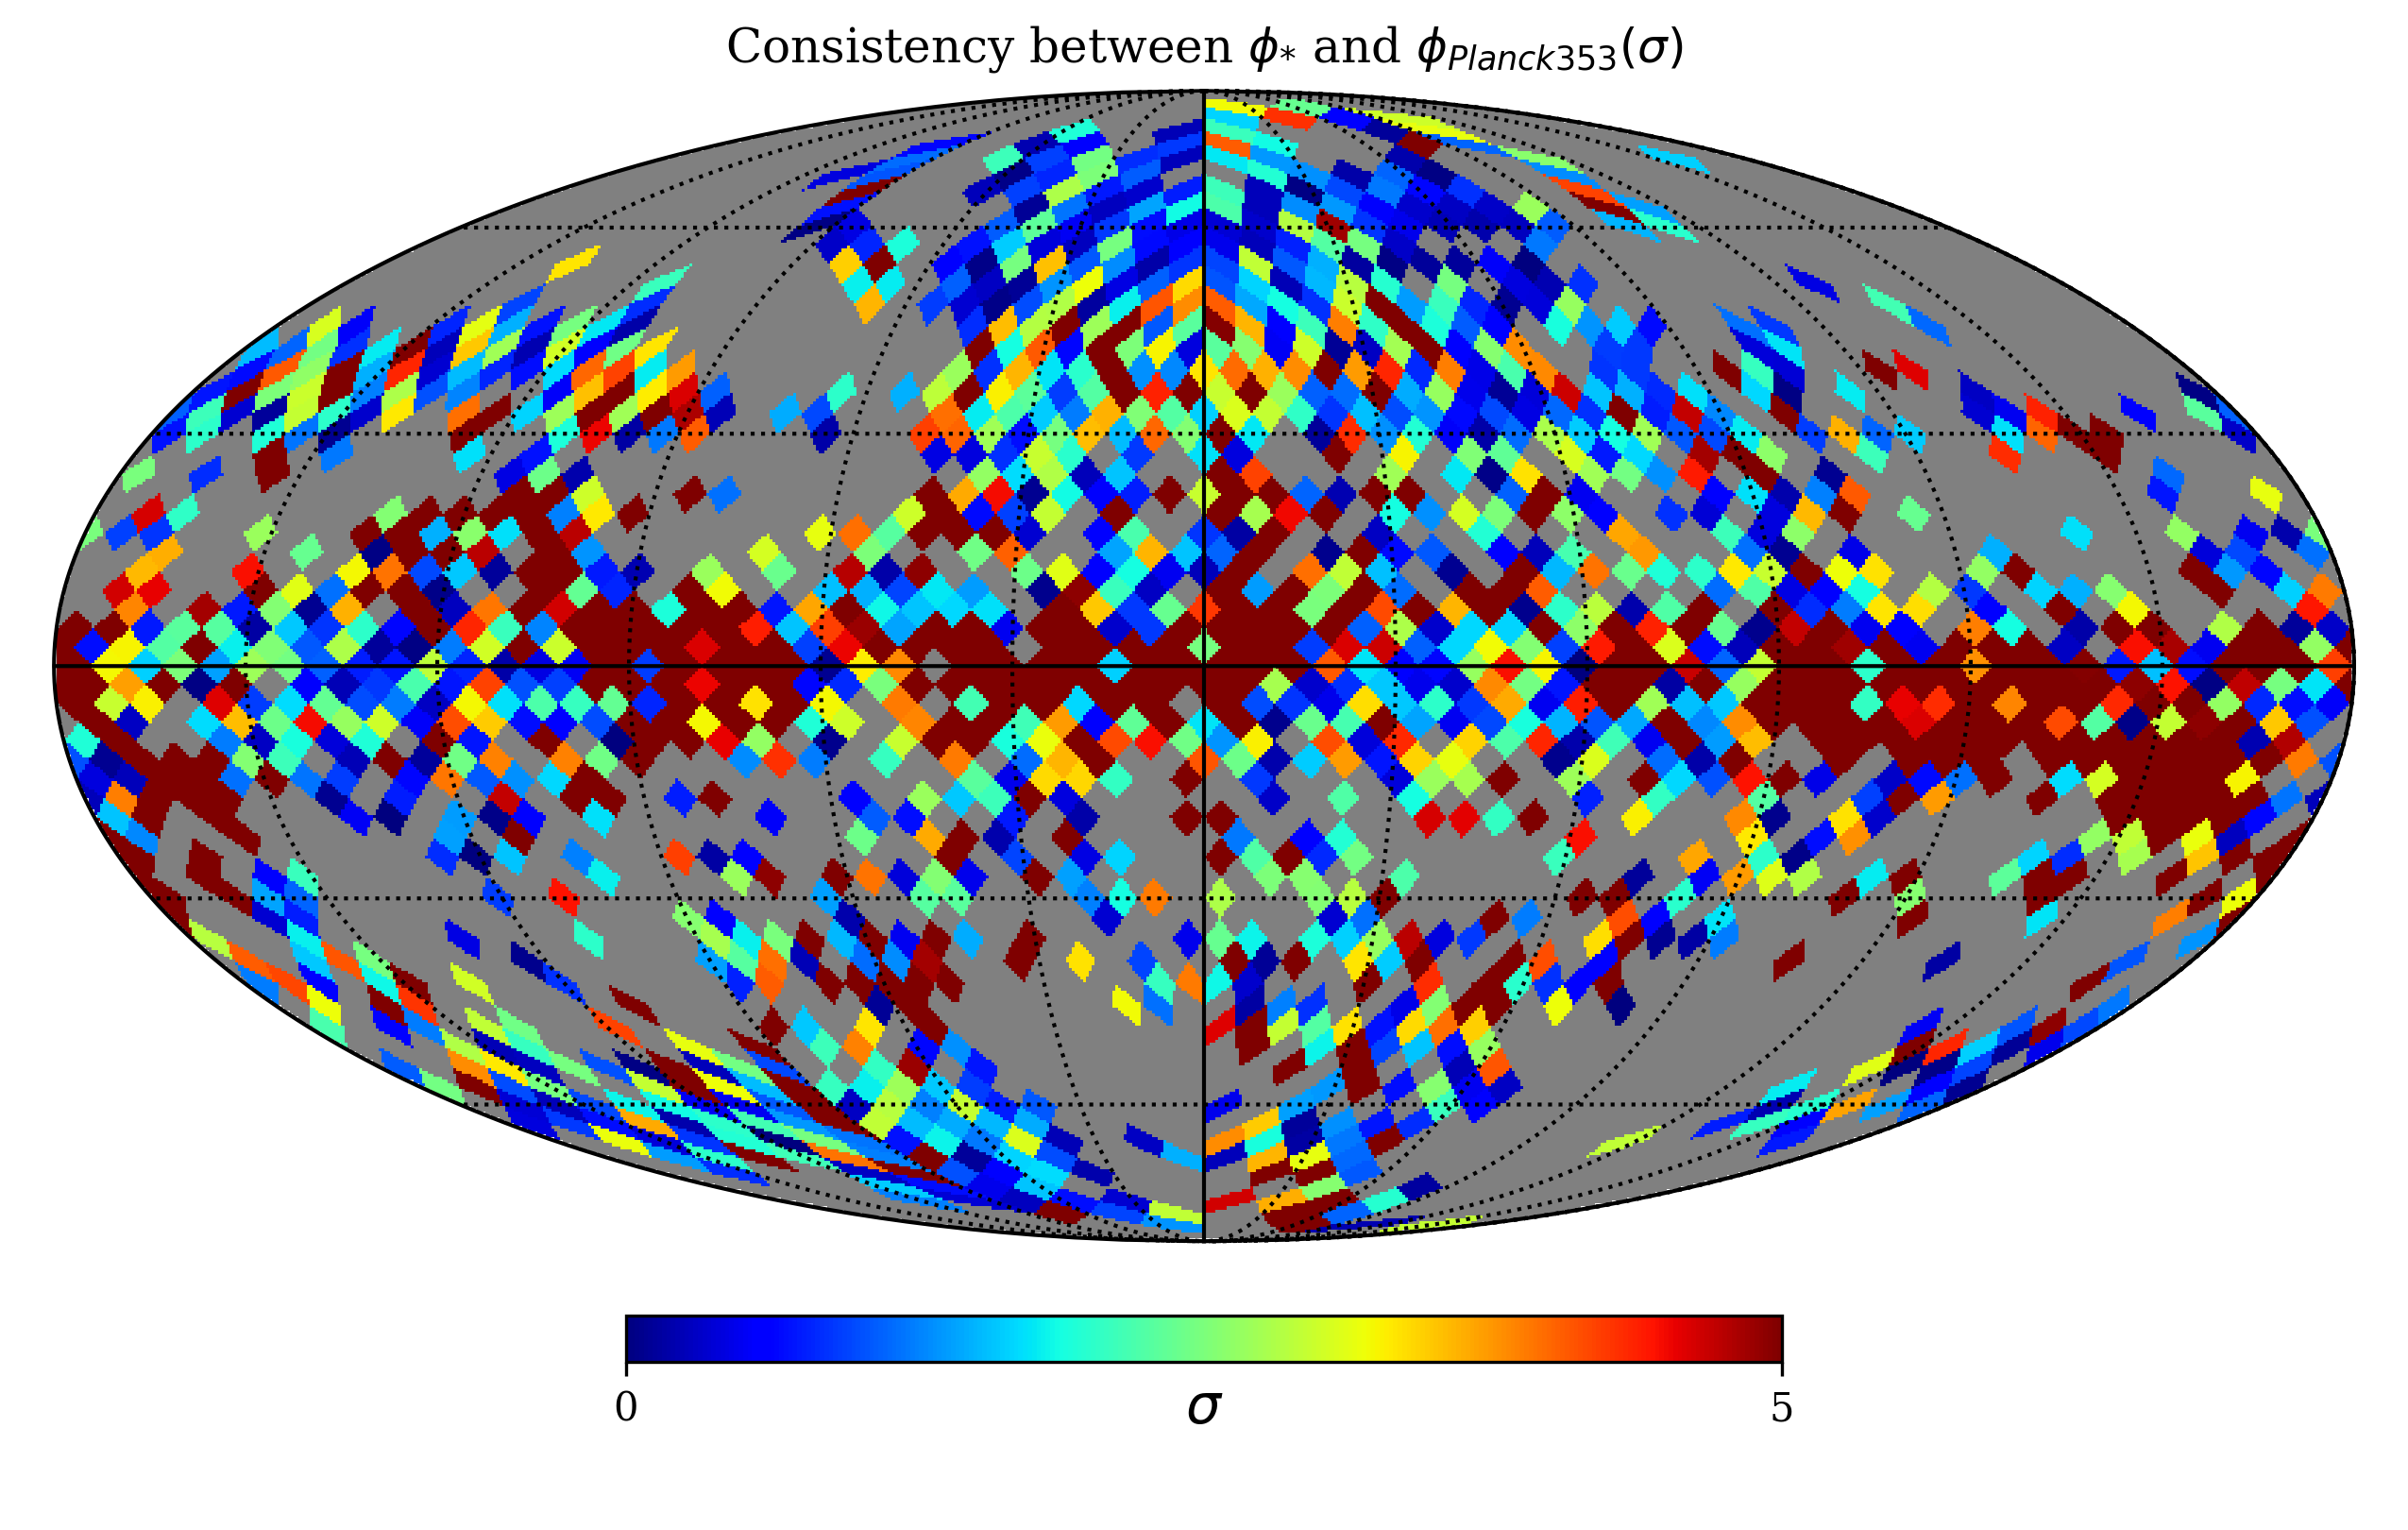 Consistency between ϕ* and ϕPlanck353(σ)
0 σ 5